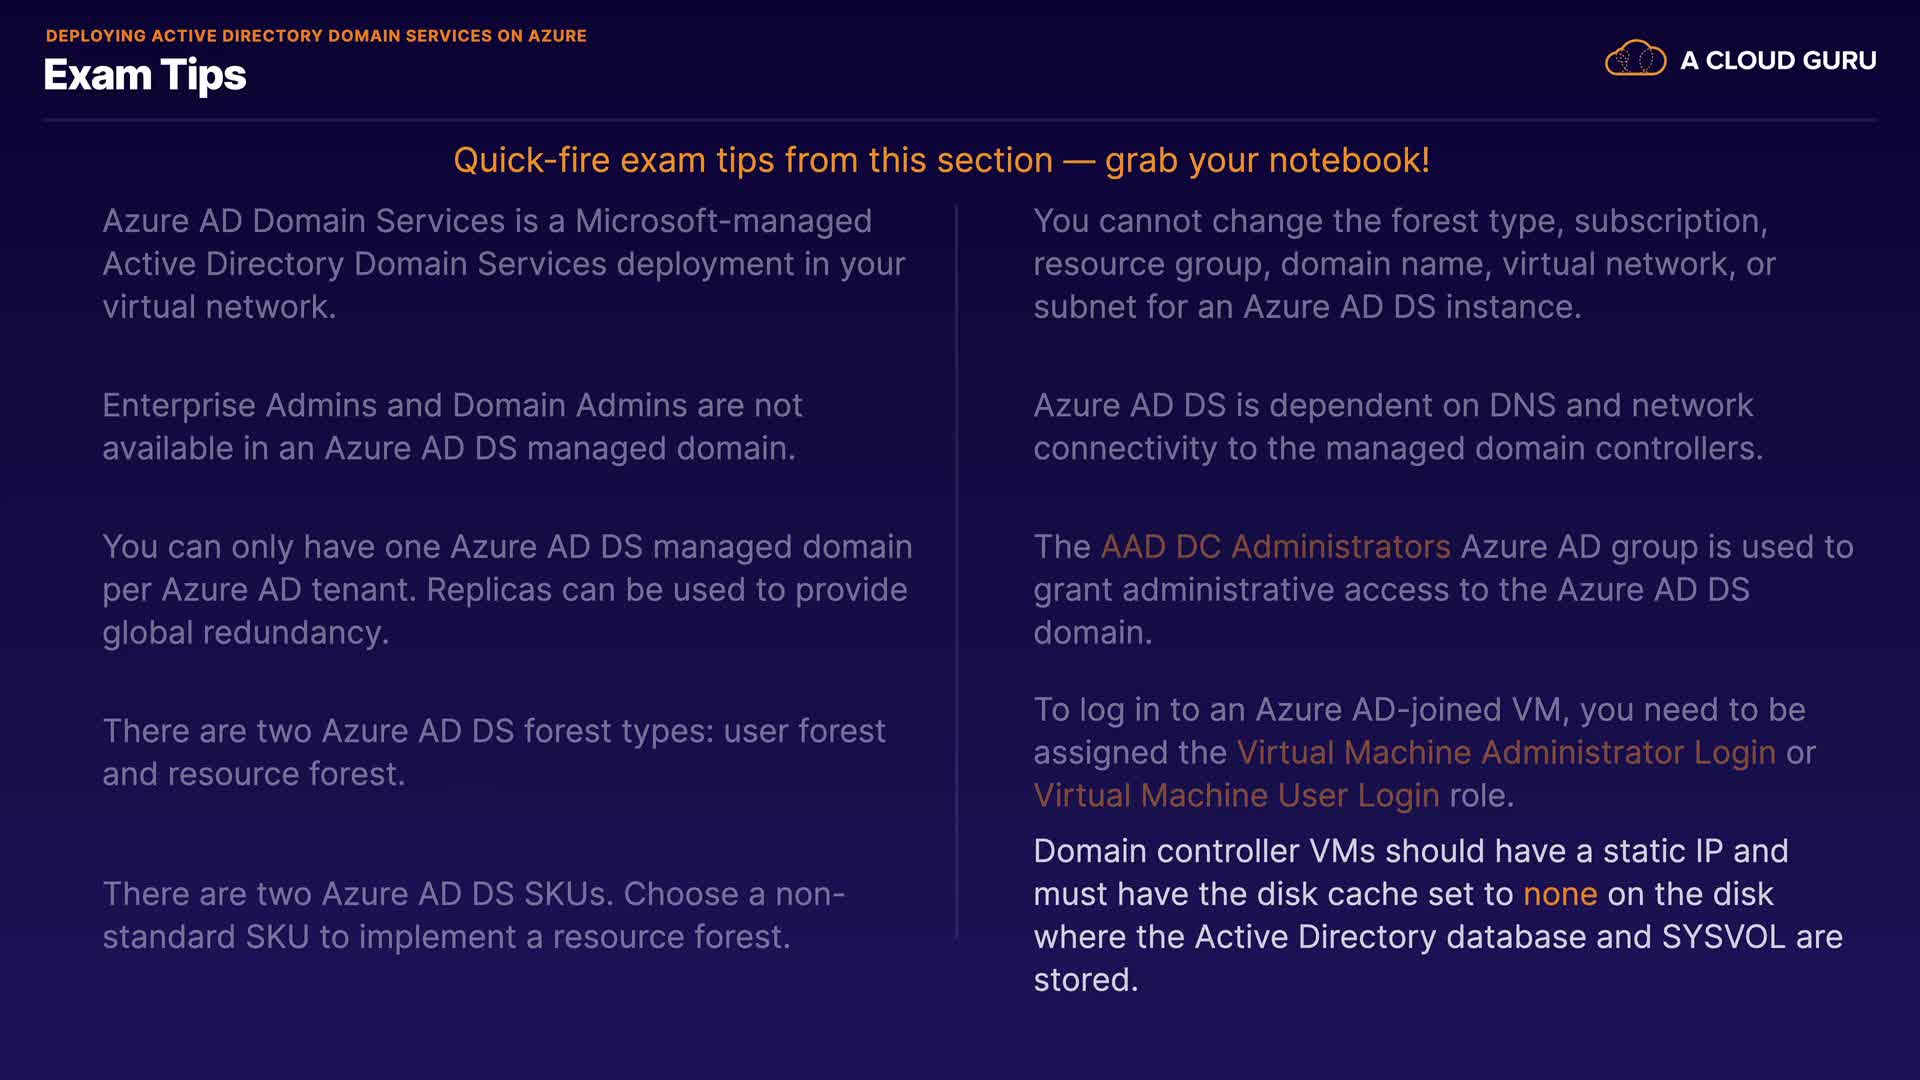 DEPLOYING ACTIVE DIRECTORY DOMAIN SERVICES ON AZURE
Exam Tips
A CLOUD GURU
Quick-fire exam tips from this section — grab your notebook!
Azure AD Domain Services is a Microsoft-managed
Active Directory Domain Services deployment in your
virtual network.
Enterprise Admins and Domain Admins are not
available in an Azure AD DS managed domain.
You can only have one Azure AD DS managed domain
per Azure AD tenant. Replicas can be used to provide
global redundancy.
There are two Azure AD DS forest types: user forest
and resource forest.
There are two Azure AD DS SKUs. Choose a non-
standard SKU to implement a resource forest.
You cannot change the forest type, subscription,
resource group, domain name, virtual network, or
subnet for an Azure AD DS instance.
Azure AD DS is dependent on DNS and network
connectivity to the managed domain controllers.
The AAD DC Administrators Azure AD group is used to
grant administrative access to the Azure AD DS
domain.
To log in to an Azure AD-joined VM, you need to be
assigned the Virtual Machine Administrator Login or
Virtual Machine User Login role.
Domain controller VMs should have a static IP and
must have the disk cache set to none on the disk
where the Active Directory database and SYSVOL are
stored.